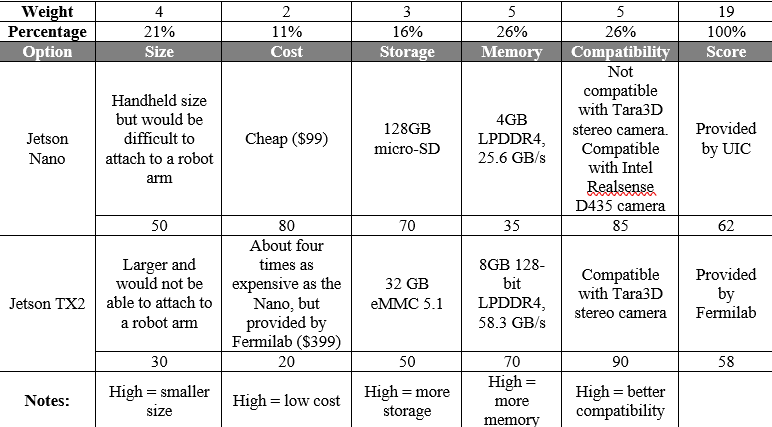 Weight 4 2 3 5 5 19
Percentage 21% 11% 16% 26% 26% 100%
Option Size Cost Storage Memory Compatibility Score
Jetson
Nano
Handheld size
but would be
difficult to
attach to a robot
arm
Cheap ($99)
128GB
micro-SD
4GB
LPDDR4,
25.6 GB/s
Not
compatible
with Tara3D
stereo camera.
Compatible
with Intel
Realsense
D435 camera
Provided
by UIC
50 80 70 35 85 62
Jetson TX2
Larger and
would not be
able to attach to
a robot arm
About four
times as
expensive as the
Nano, but
provided by
Fermilab ($399)
32 GB
eMMC 5.1
8GB 128-
bit
LPDDR4,
58.3 GB/s
Compatible
with Tara3D
stereo camera
Provided
by
Fermilab
30 20 50 70 90 58
Notes:
High = smaller
size
High = low cost
High = more
storage
High =
more
memory
High = better
compatibility